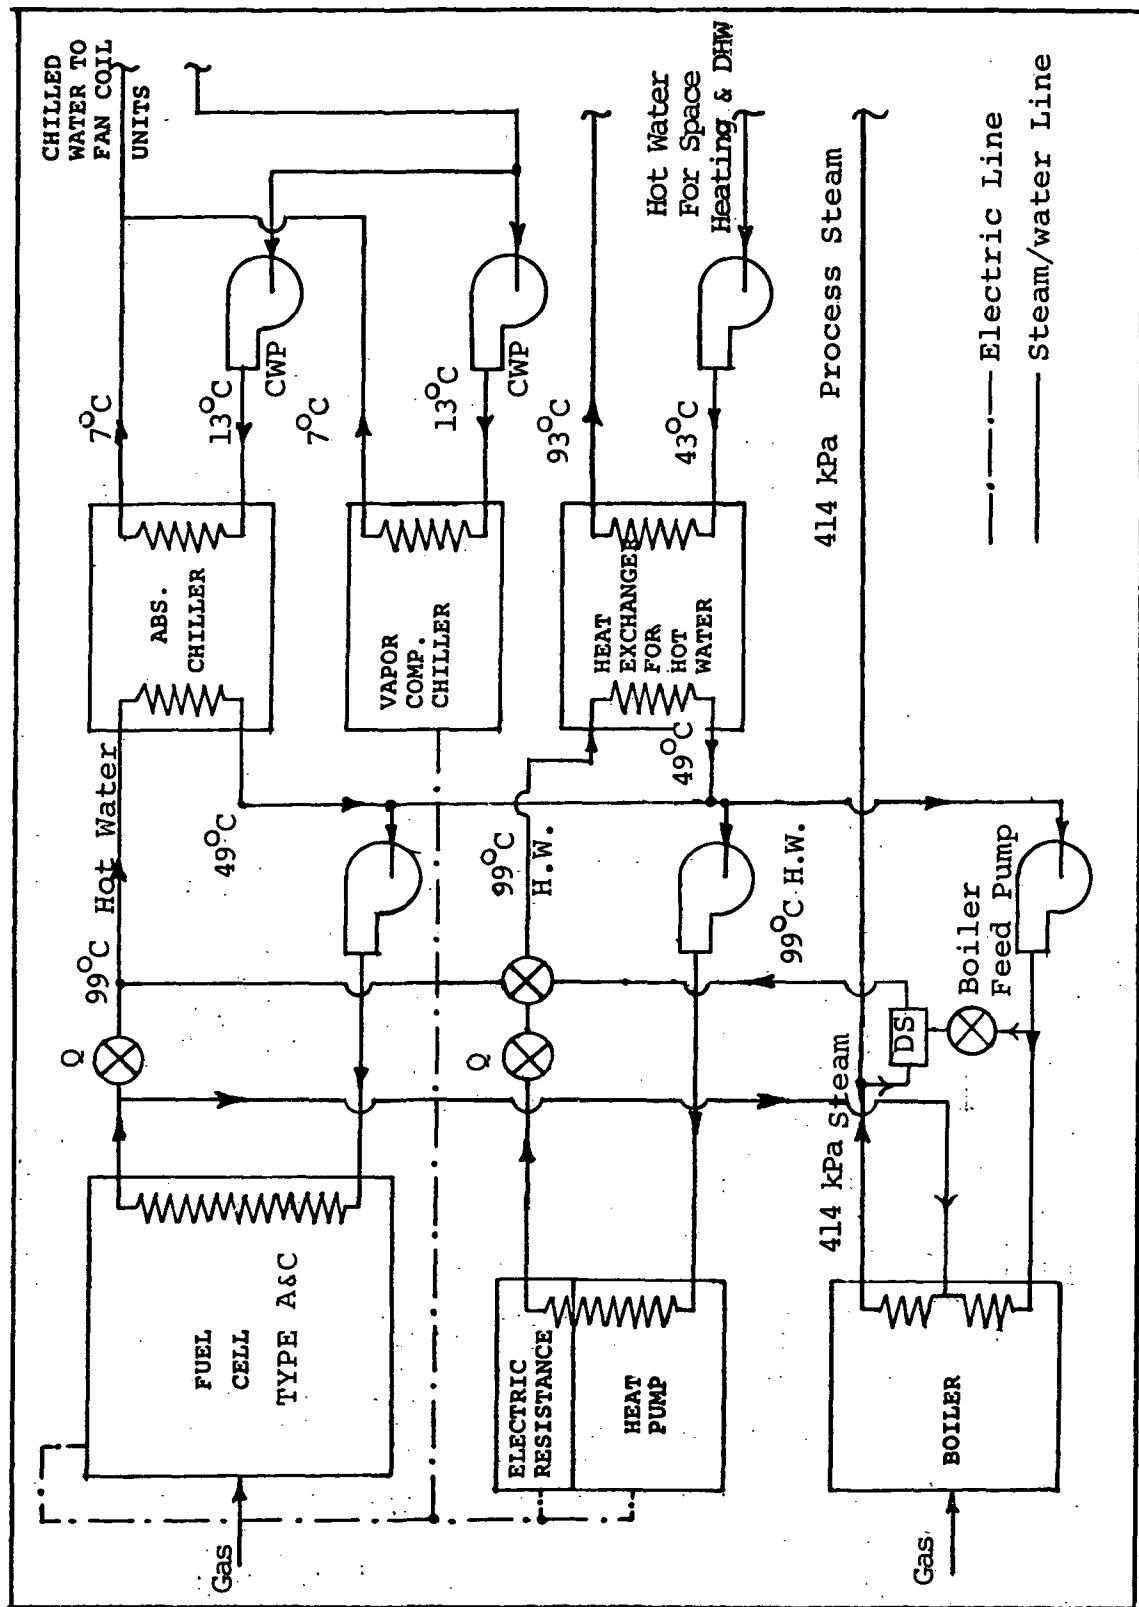 CHILLED
WATER TO
FAN COIL
UNITS
7°C
13°C
CWP
7°C
13°C
CWP
Hot Water
For Space
Heating & DHW
93°C
43°C
414 kPa Process Steam
Electric Line
Steam/water Line
ABS.
CHILLER
VAPOR
COMP.
CHILLER
HEAT
EXCHANGER
FOR
HOT
WATER
99°C Hot Water
49°C
99°C
H.W.
49°C
99°C H.W.
Boiler
Feed Pump
Q
Q
DS
414 kPa Steam
FUEL
CELL
TYPE A&C
ELECTRIC
RESISTANCE
HEAT
PUMP
BOILER
Gas
Gas